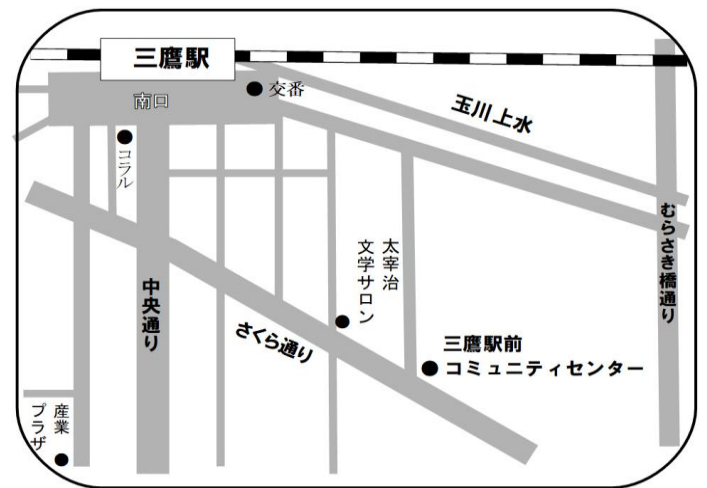 三鷹駅
南口
交番
玉川上水
コラル
むらさき橋通り
太宰治
文学サロン
中央通り
さくら通り
三鷹駅前
コミュニティセンター
産業
プラザ